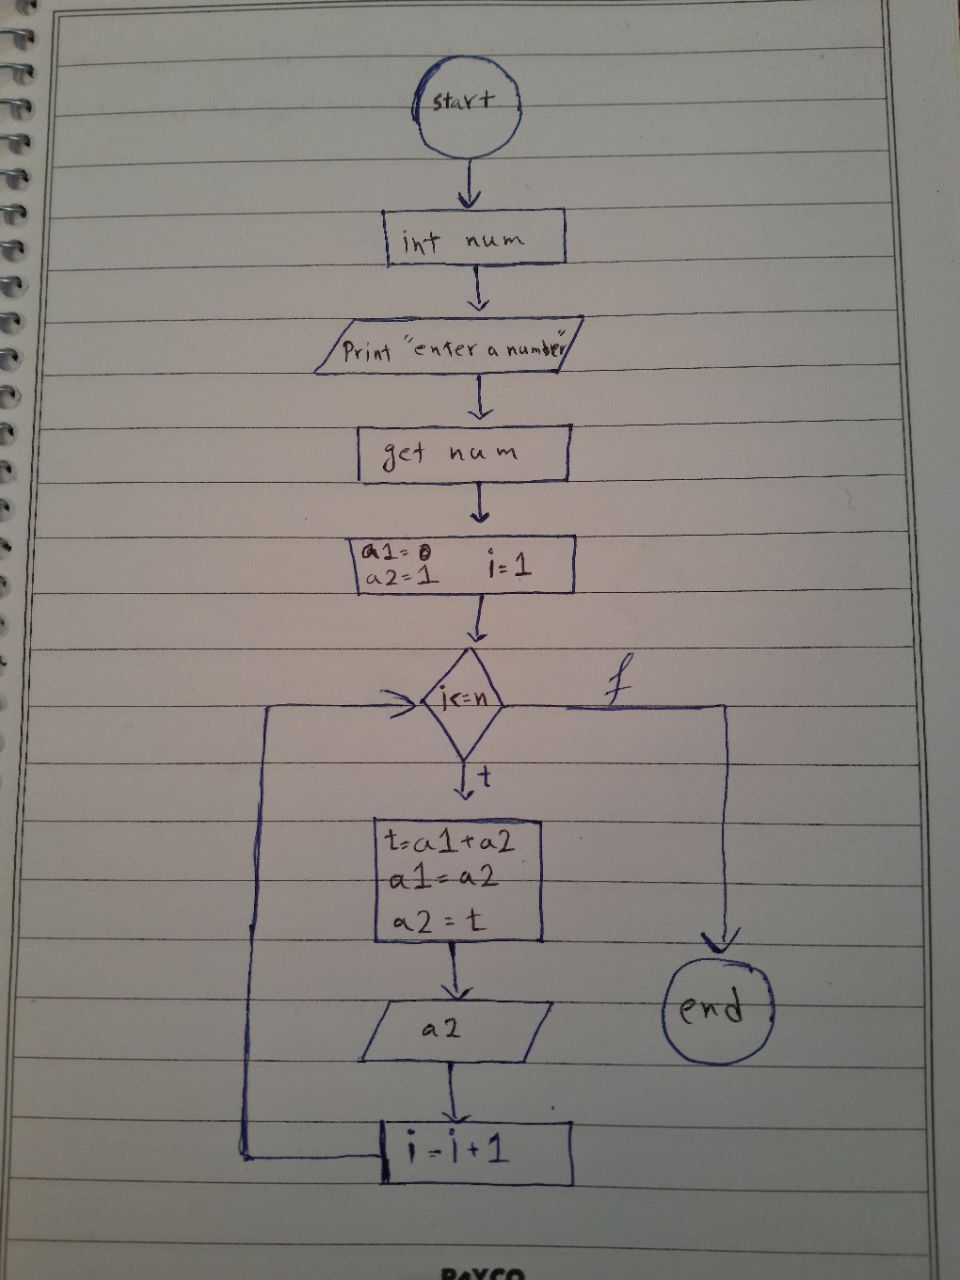 start
int num
Print "enter a number"
get num
a1=0
a2=1 i=1
i<=n f
t
t=a1+a2
a1=a2
a2=t
a2
end
i=i+1